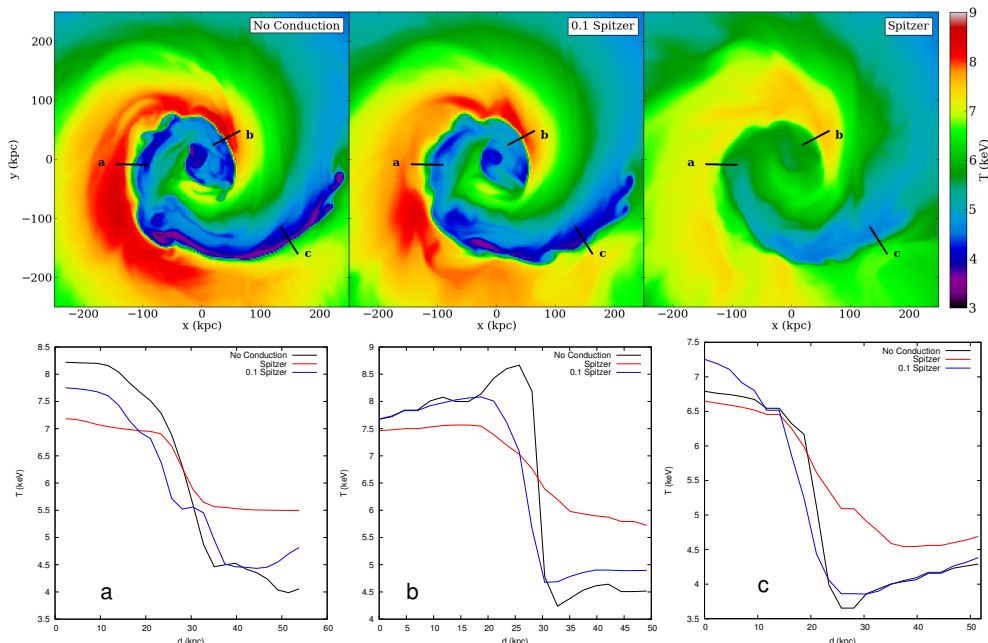 No Conduction
0.1 Spitzer
Spitzer
a
b
c
a
b
c
a
b
c
200
100
0
−100
−200
y (kpc)
−200 −100 0 100 200
x (kpc)
−200 −100 0 100 200
x (kpc)
−200 −100 0 100 200
x (kpc)
9
8
7
6
5
4
3
T (keV)
8.5
8
7.5
7
6.5
6
5.5
5
4.5
4
3.5
T (keV)
No Conduction
Spitzer
0.1 Spitzer
a
0 10 20 30 40 50 60
d (kpc)
9
8.5
8
7.5
7
6.5
6
5.5
5
4.5
4
T (keV)
No Conduction
Spitzer
0.1 Spitzer
b
0 5 10 15 20 25 30 35 40 45 50
d (kpc)
7.5
7
6.5
6
5.5
5
4.5
4
3.5
T (keV)
No Conduction
Spitzer
0.1 Spitzer
c
0 10 20 30 40 50
d (kpc)